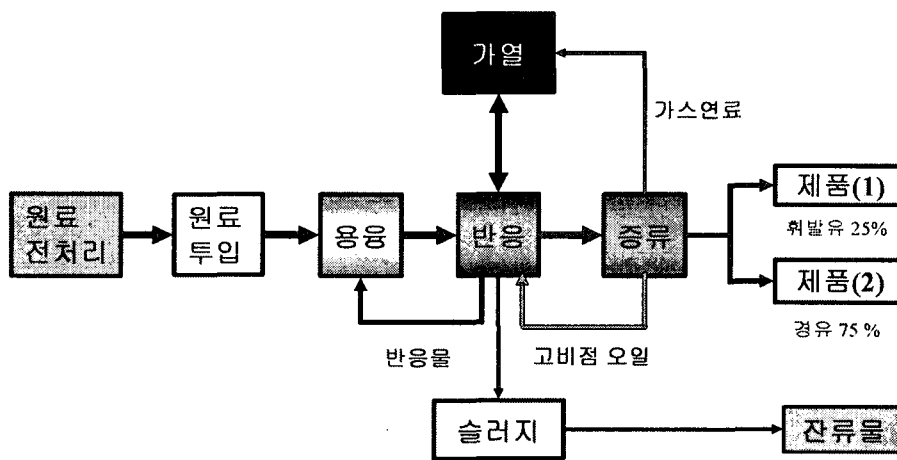 가열
가스연료
원료
전처리
원료
투입
용융
반응
증류
제품(1)
휘발유 25%
제품(2)
경유 75 %
반응물
고비점 오일
슬러지
잔류물